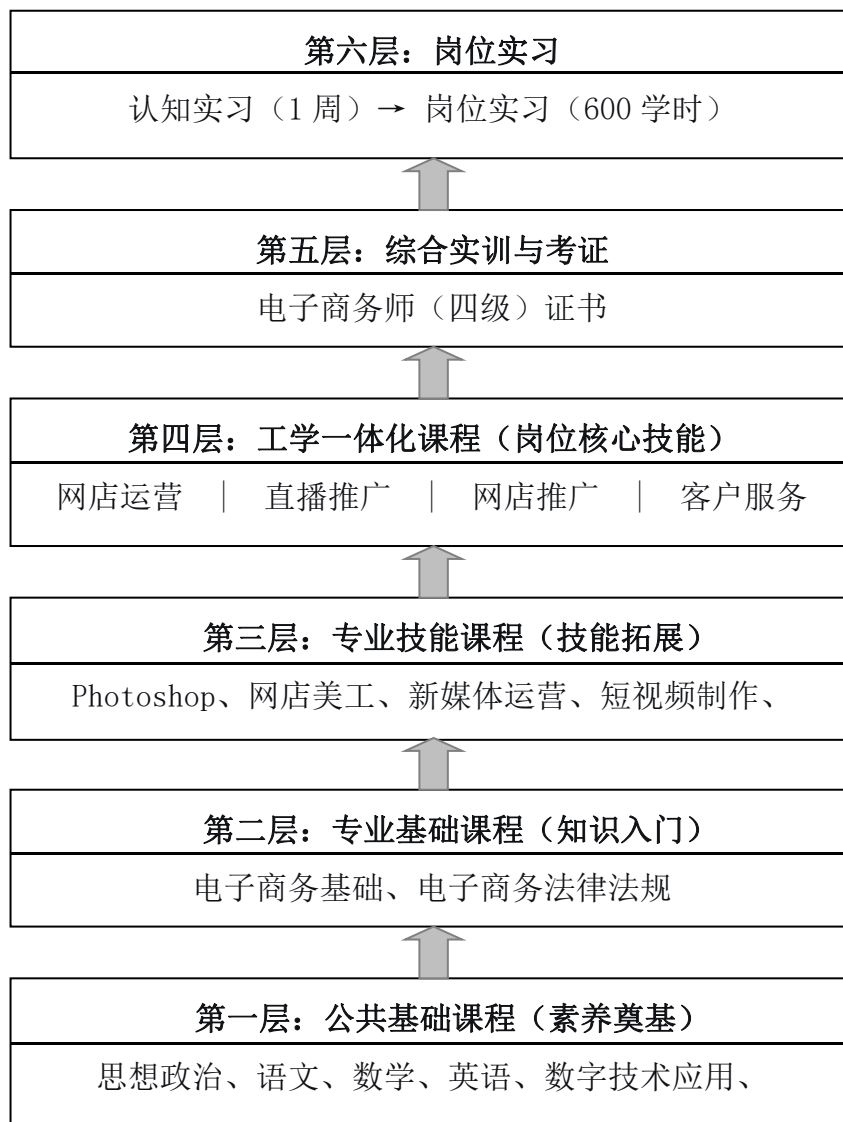 第六层：岗位实习
认知实习（1周）→ 岗位实习（600学时）
第五层：综合实训与考证
电子商务师（四级）证书
第四层：工学一体化课程（岗位核心技能）
网店运营 | 直播推广 | 网店推广 | 客户服务
第三层：专业技能课程（技能拓展）
Photoshop、网店美工、新媒体运营、短视频制作、
第二层：专业基础课程（知识入门）
电子商务基础、电子商务法律法规
第一层：公共基础课程（素养奠基）
思想政治、语文、数学、英语、数字技术应用、